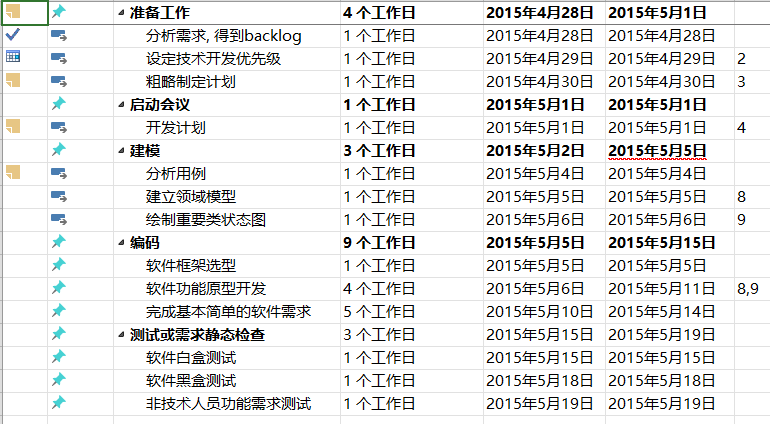 准备工作 4 个工作日 2015年4月28日 2015年5月1日
分析需求, 得到backlog 1 个工作日 2015年4月28日 2015年4月28日
设定技术开发优先级 1 个工作日 2015年4月29日 2015年4月29日 2
粗略制定计划 1 个工作日 2015年4月30日 2015年4月30日 3
启动会议 1 个工作日 2015年5月1日 2015年5月1日
开发计划 1 个工作日 2015年5月1日 2015年5月1日 4
建模 3 个工作日 2015年5月2日 2015年5月5日
分析用例 1 个工作日 2015年5月4日 2015年5月4日
建立领域模型 1 个工作日 2015年5月5日 2015年5月5日 8
绘制重要类状态图 1 个工作日 2015年5月6日 2015年5月6日 9
编码 9 个工作日 2015年5月5日 2015年5月15日
软件框架选型 1 个工作日 2015年5月5日 2015年5月5日
软件功能原型开发 4 个工作日 2015年5月6日 2015年5月11日 8,9
完成基本简单的软件需求 5 个工作日 2015年5月10日 2015年5月14日
测试或需求静态检查 3 个工作日 2015年5月15日 2015年5月19日
软件白盒测试 1 个工作日 2015年5月15日 2015年5月15日
软件黑盒测试 1 个工作日 2015年5月18日 2015年5月18日
非技术人员功能需求测试 1 个工作日 2015年5月19日 2015年5月19日